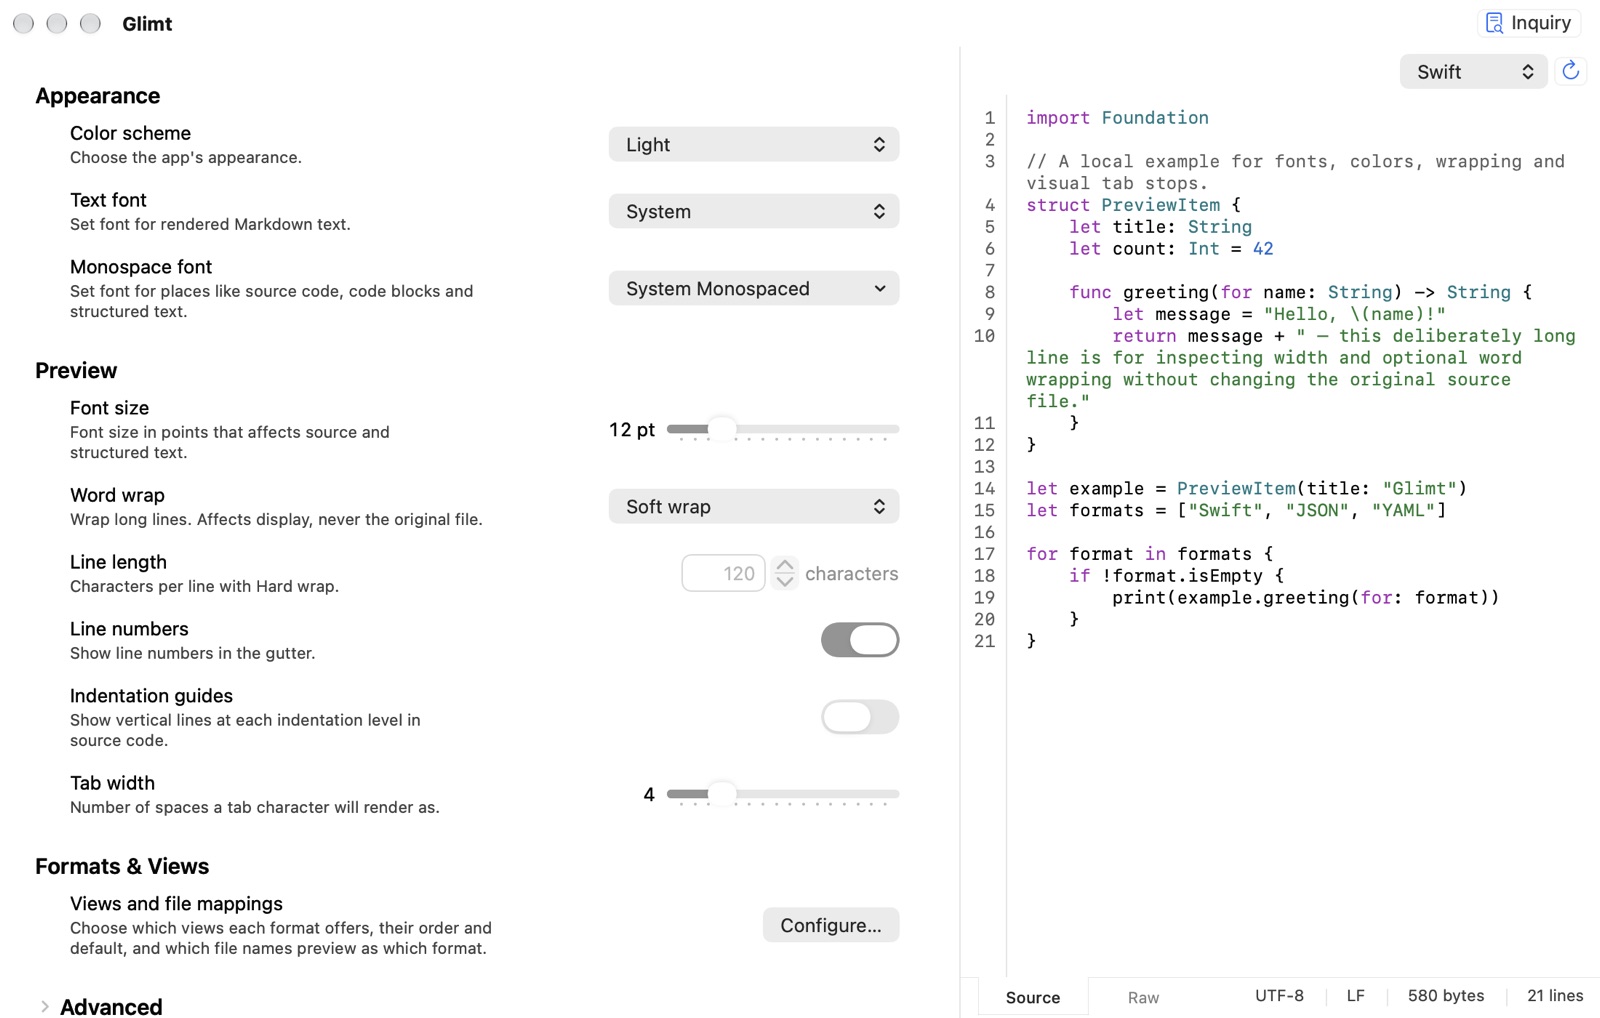 Glimt
Inquiry
Appearance
Color scheme
Choose the app's appearance.
Light
Text font
Set font for rendered Markdown text.
System
Monospace font
Set font for places like source code, code blocks and
structured text.
System Monospaced
Preview
Font size
Font size in points that affects source and
structured text.
12 pt
Word wrap
Wrap long lines. Affects display, never the original file.
Soft wrap
Line length
Characters per line with Hard wrap.
120 characters
Line numbers
Show line numbers in the gutter.
Indentation guides
Show vertical lines at each indentation level in
source code.
Tab width
Number of spaces a tab character will render as.
4
Formats & Views
Views and file mappings
Choose which views each format offers, their order and
default, and which file names preview as which format.
Configure...
Advanced
Swift
1 import Foundation
2
3 // A local example for fonts, colors, wrapping and
visual tab stops.
4 struct PreviewItem {
5     let title: String
6     let count: Int = 42
7
8     func greeting(for name: String) -> String {
9         let message = "Hello, \(name)!"
10         return message + " — this deliberately long
line is for inspecting width and optional word
wrapping without changing the original source
file."
11     }
12 }
13
14 let example = PreviewItem(title: "Glimt")
15 let formats = ["Swift", "JSON", "YAML"]
16
17 for format in formats {
18     if !format.isEmpty {
19         print(example.greeting(for: format))
20     }
21 }
Source
Raw
UTF-8
LF
580 bytes
21 lines